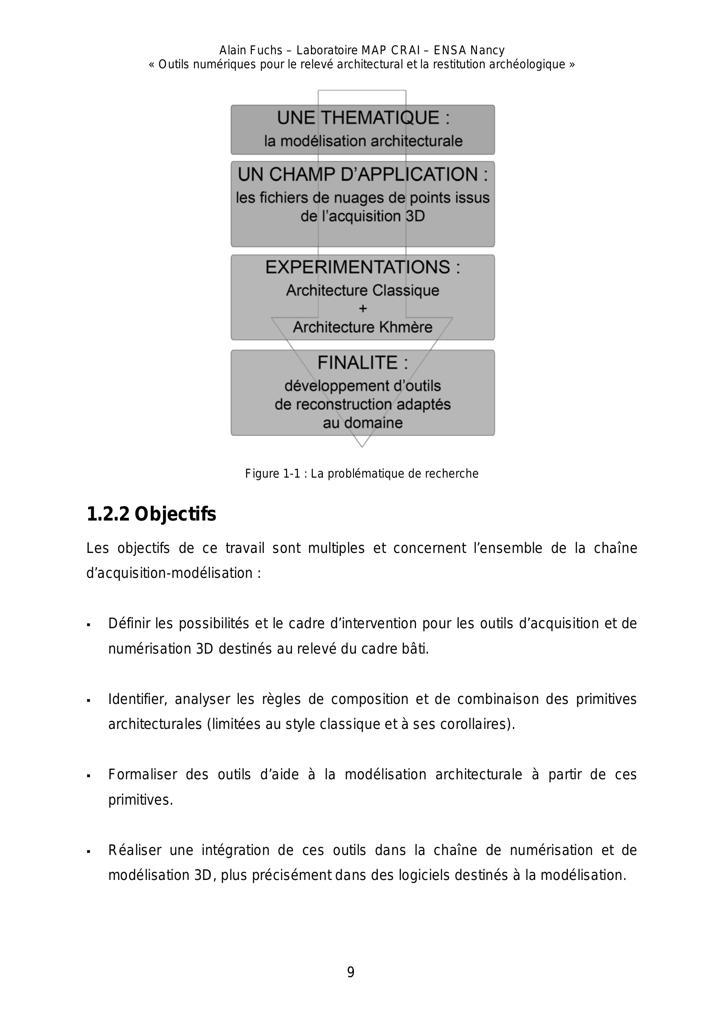 Alain Fuchs – Laboratoire MAP CRAI – ENSA Nancy
« Outils numériques pour le relevé architectural et la restitution archéologique »
UNE THEMATIQUE :
la modélisation architecturale
UN CHAMP D'APPLICATION :
les fichiers de nuages de points issus
de l'acquisition 3D
EXPERIMENTATIONS :
Architecture Classique
+
Architecture Khmère
FINALITE :
développement d'outils
de reconstruction adaptés
au domaine
Figure 1-1 : La problématique de recherche
1.2.2 Objectifs
Les objectifs de ce travail sont multiples et concernent l'ensemble de la chaîne
d'acquisition-modélisation :
▪ Définir les possibilités et le cadre d'intervention pour les outils d'acquisition et de
numérisation 3D destinés au relevé du cadre bâti.
▪ Identifier, analyser les règles de composition et de combinaison des primitives
architecturales (limitées au style classique et à ses corollaires).
▪ Formaliser des outils d'aide à la modélisation architecturale à partir de ces
primitives.
▪ Réaliser une intégration de ces outils dans la chaîne de numérisation et de
modélisation 3D, plus précisément dans des logiciels destinés à la modélisation.
9